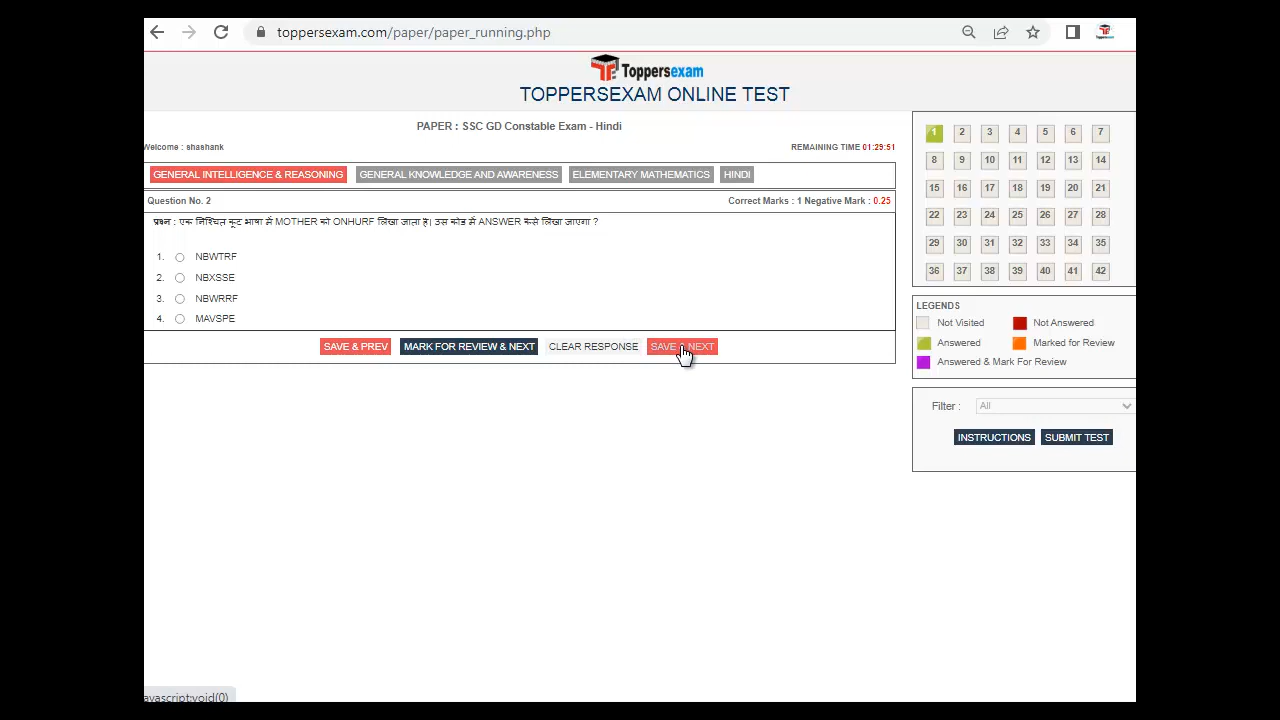 toppersexam.com/paper/paper_running.php
Toppersexam
TOPPERSEXAM ONLINE TEST
PAPER : SSC GD Constable Exam - Hindi
Welcome : shashank
REMAINING TIME 01:29:51
GENERAL INTELLIGENCE & REASONING GENERAL KNOWLEDGE AND AWARENESS ELEMENTARY MATHEMATICS HINDI
Question No. 2 Correct Marks : 1 Negative Mark : 0.25
प्रश्न : एक निश्चित कूट भाषा में MOTHER को ONHURF लिखा जाता है। उस कोड में ANSWER कैसे लिखा जाएगा ?
1. NBWTRF
2. NBXSSE
3. NBWRRF
4. MAVSPE
SAVE & PREV MARK FOR REVIEW & NEXT CLEAR RESPONSE SAVE & NEXT
1 2 3 4 5 6 7
8 9 10 11 12 13 14
15 16 17 18 19 20 21
22 23 24 25 26 27 28
29 30 31 32 33 34 35
36 37 38 39 40 41 42
LEGENDS
Not Visited Not Answered
Answered Marked for Review
Answered & Mark For Review
Filter : All
INSTRUCTIONS SUBMIT TEST
avascript:void(0)